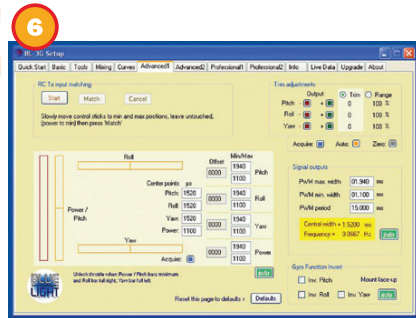 6
BL-3G Setup
Quick Start Basic Tools Mixing Curves Advanced1 Advanced2 Professional1 Professional2 Info Live Data Upgrade About
RC Tx input matching
Start Match Cancel
Slowly move control sticks to min and max positions, leave untouched,
(power to min) then press 'Match'
Trim adjustments
Output: Trim Range
Pitch - + 0 100 %
Roll - + 0 100 %
Yaw - + 0 100 %
Acquire: Auto: Zero:
Roll
Power / Pitch
Yaw
Center points µs
Pitch: 1520
Roll: 1520
Yaw: 1520
Power: 1100
Acquire:
Offset Min/Max
0000 1940 1100 Pitch
0000 1940 1100 Roll
0000 1940 1100 Yaw
0000 1940 1100 Power
Signal outputs
PWM max. width 01.940 ms
PWM min. width 01.100 ms
PWM period 15.000 ms
Central width = 1.5200 ms
Frequency = 0.0667 Hz
Info
BLUE LIGHT
Unlock throttle when Power / Pitch bars minimum
and Roll bar full right, Yaw bar full left
Info
Reset this page to defaults > Defaults
Gyro Function Invert
Inv. Pitch Mount face-up
Inv. Roll Inv. Yaw Info